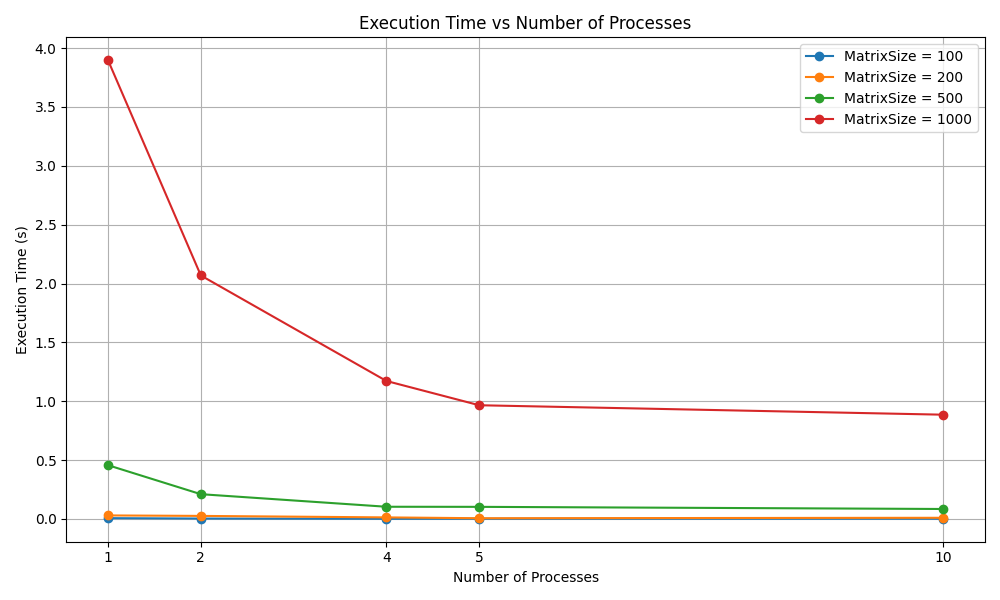 Execution Time vs Number of Processes
MatrixSize = 100
MatrixSize = 200
MatrixSize = 500
MatrixSize = 1000
Execution Time (s)
4.0
3.5
3.0
2.5
2.0
1.5
1.0
0.5
0.0
1 2 4 5 10
Number of Processes